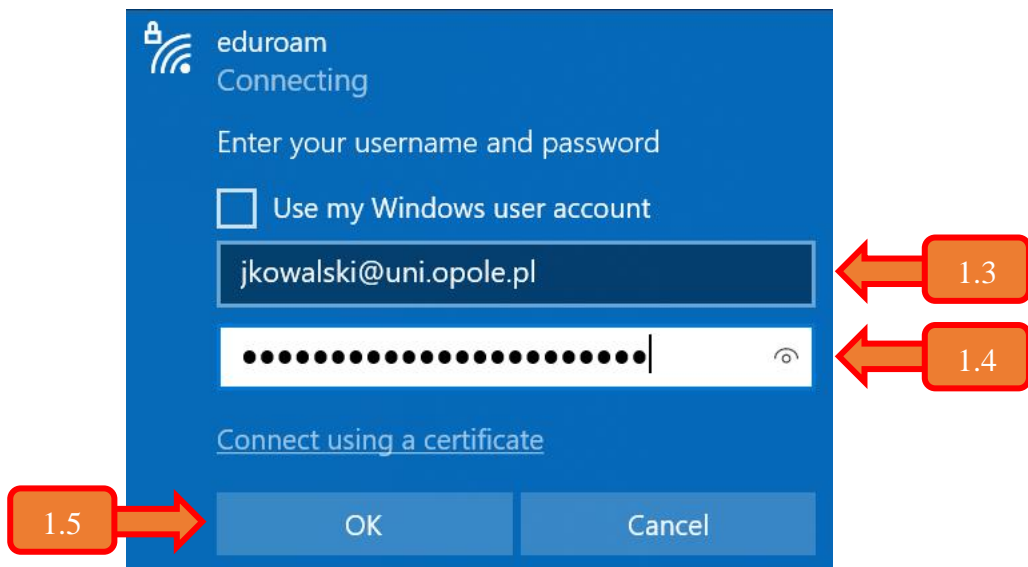 eduroam
Connecting
Enter your username and password
Use my Windows user account
jkowalski@uni.opole.pl
1.3
●●●●●●●●●●●●●●●●●●●●●●●
1.4
Connect using a certificate
1.5
OK
Cancel